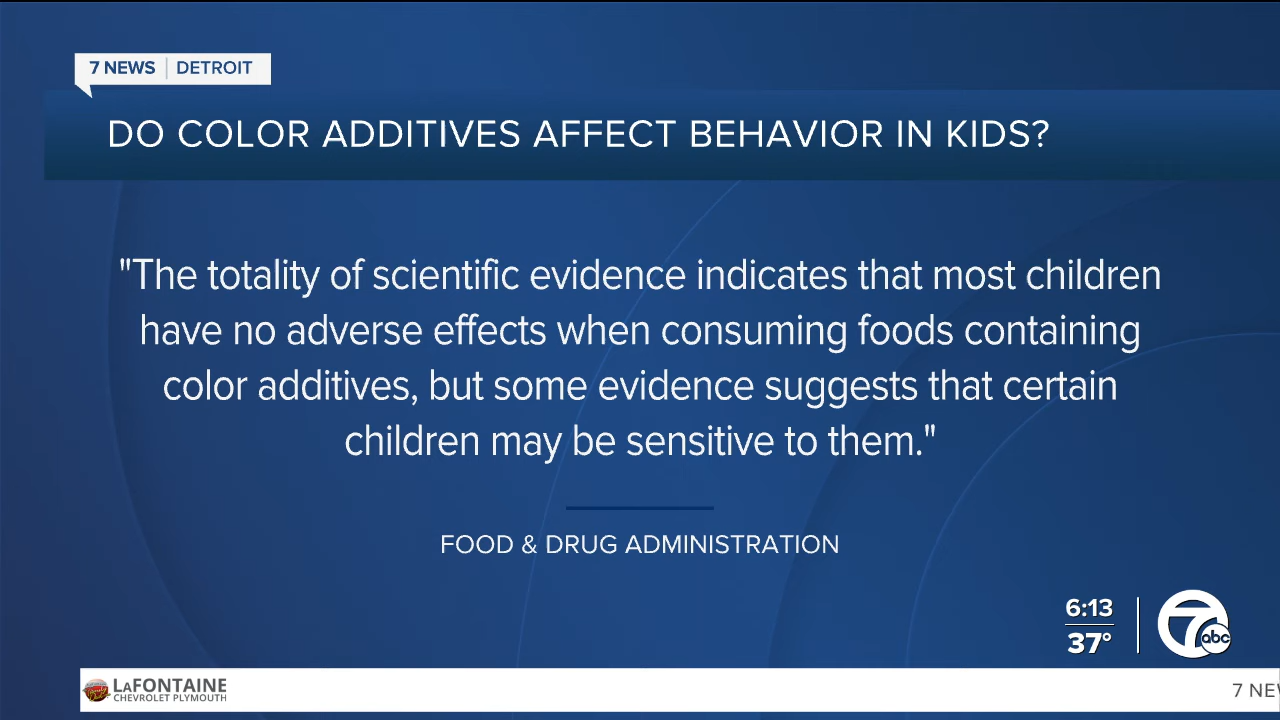 7 NEWS | DETROIT
DO COLOR ADDITIVES AFFECT BEHAVIOR IN KIDS?
"The totality of scientific evidence indicates that most children
have no adverse effects when consuming foods containing
color additives, but some evidence suggests that certain
children may be sensitive to them."
FOOD & DRUG ADMINISTRATION
6:13
37°
7 abc
LAFONTAINE
CHEVROLET PLYMOUTH
7 NE